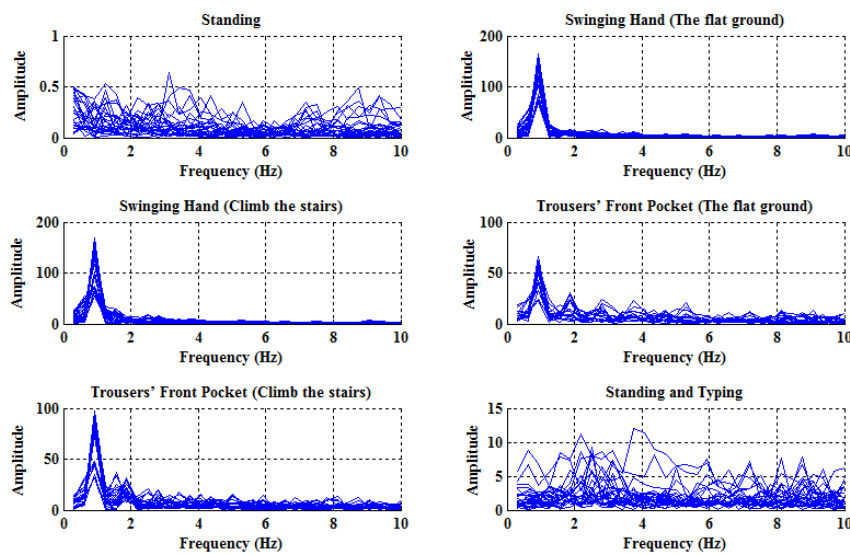 Standing
1
0.5
0
Amplitude
0 2 4 6 8 10
Frequency (Hz)
Swinging Hand (The flat ground)
200
100
0
Amplitude
0 2 4 6 8 10
Frequency (Hz)
Swinging Hand (Climb the stairs)
200
100
0
Amplitude
0 2 4 6 8 10
Frequency (Hz)
Trousers' Front Pocket (The flat ground)
100
50
0
Amplitude
0 2 4 6 8 10
Frequency (Hz)
Trousers' Front Pocket (Climb the stairs)
100
50
0
Amplitude
0 2 4 6 8 10
Frequency (Hz)
Standing and Typing
15
10
5
0
Amplitude
0 2 4 6 8 10
Frequency (Hz)